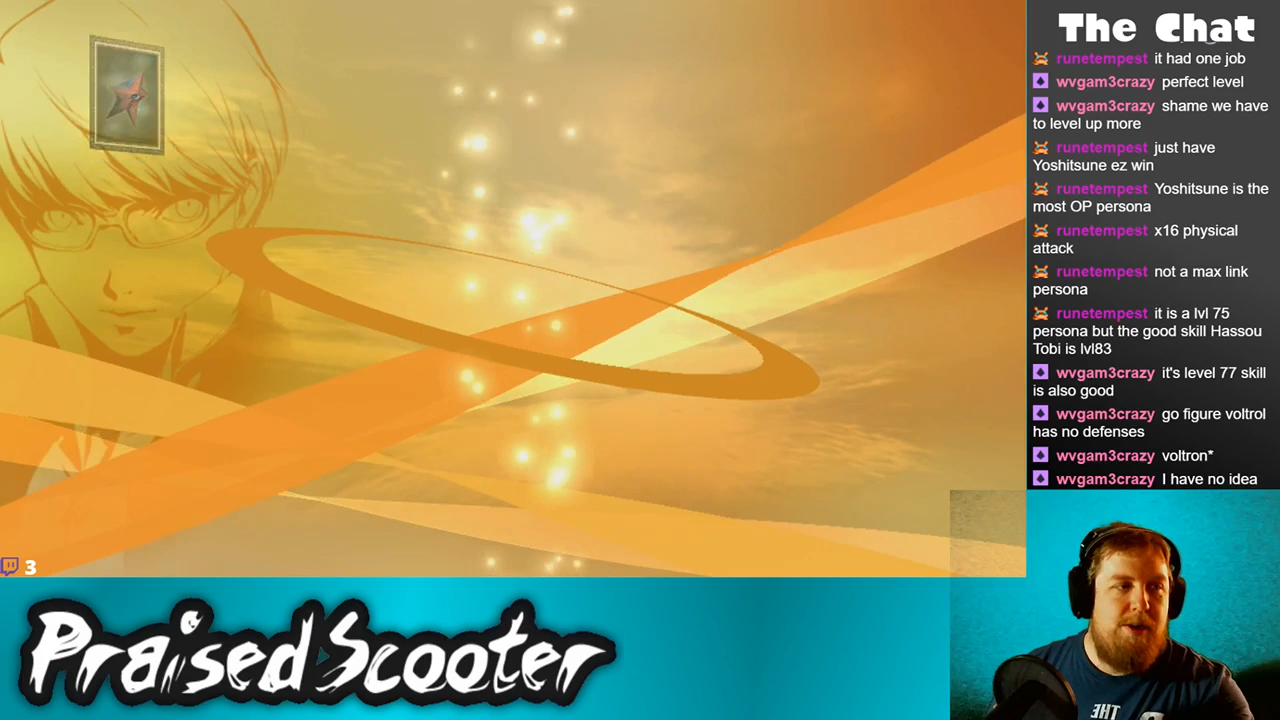 The Chat
runetempest it had one job
wvgam3crazy perfect level
wvgam3crazy shame we have
to level up more
runetempest just have
Yoshitsune ez win
runetempest Yoshitsune is the
most OP persona
runetempest x16 physical
attack
runetempest not a max link
persona
runetempest it is a lvl 75
persona but the good skill Hassou
Tobi is lvl83
wvgam3crazy it's level 77 skill
is also good
wvgam3crazy go figure voltrol
has no defenses
wvgam3crazy voltron*
wvgam3crazy I have no idea
3
PraisedScooter
THE